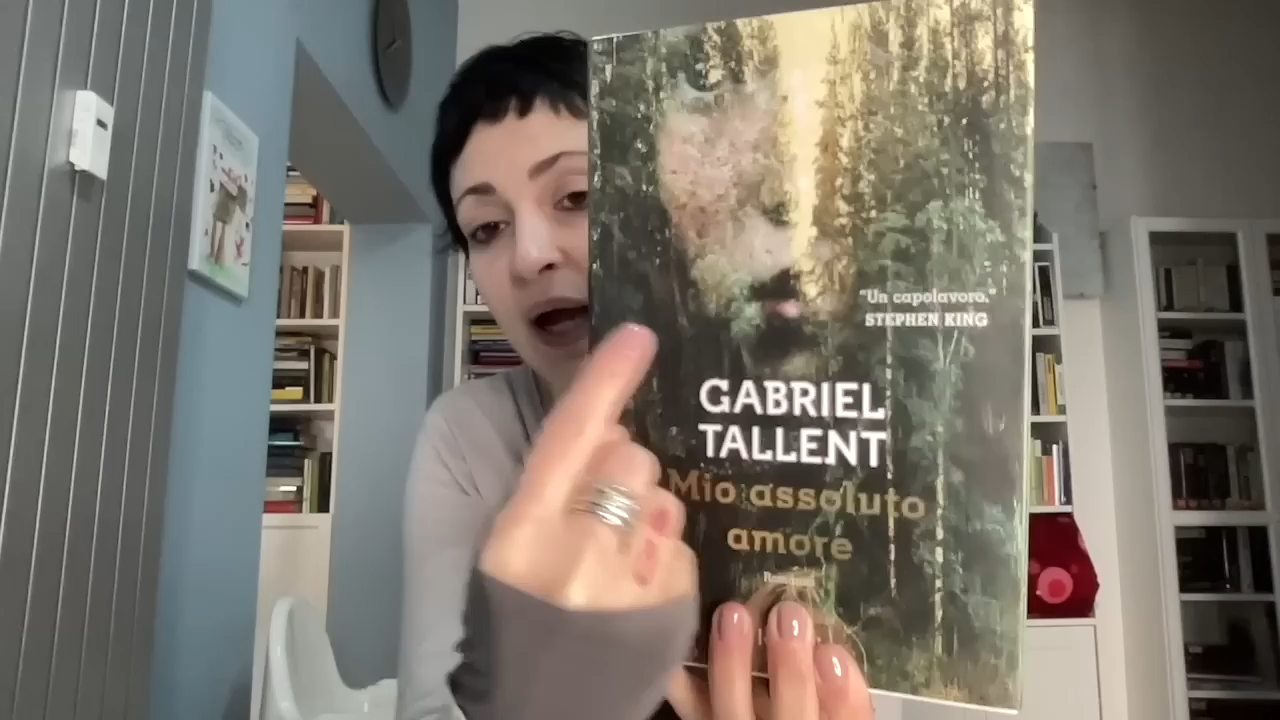 “Un capolavoro.”
STEPHEN KING
GABRIEL
TALLENT
Mio assoluto
amore